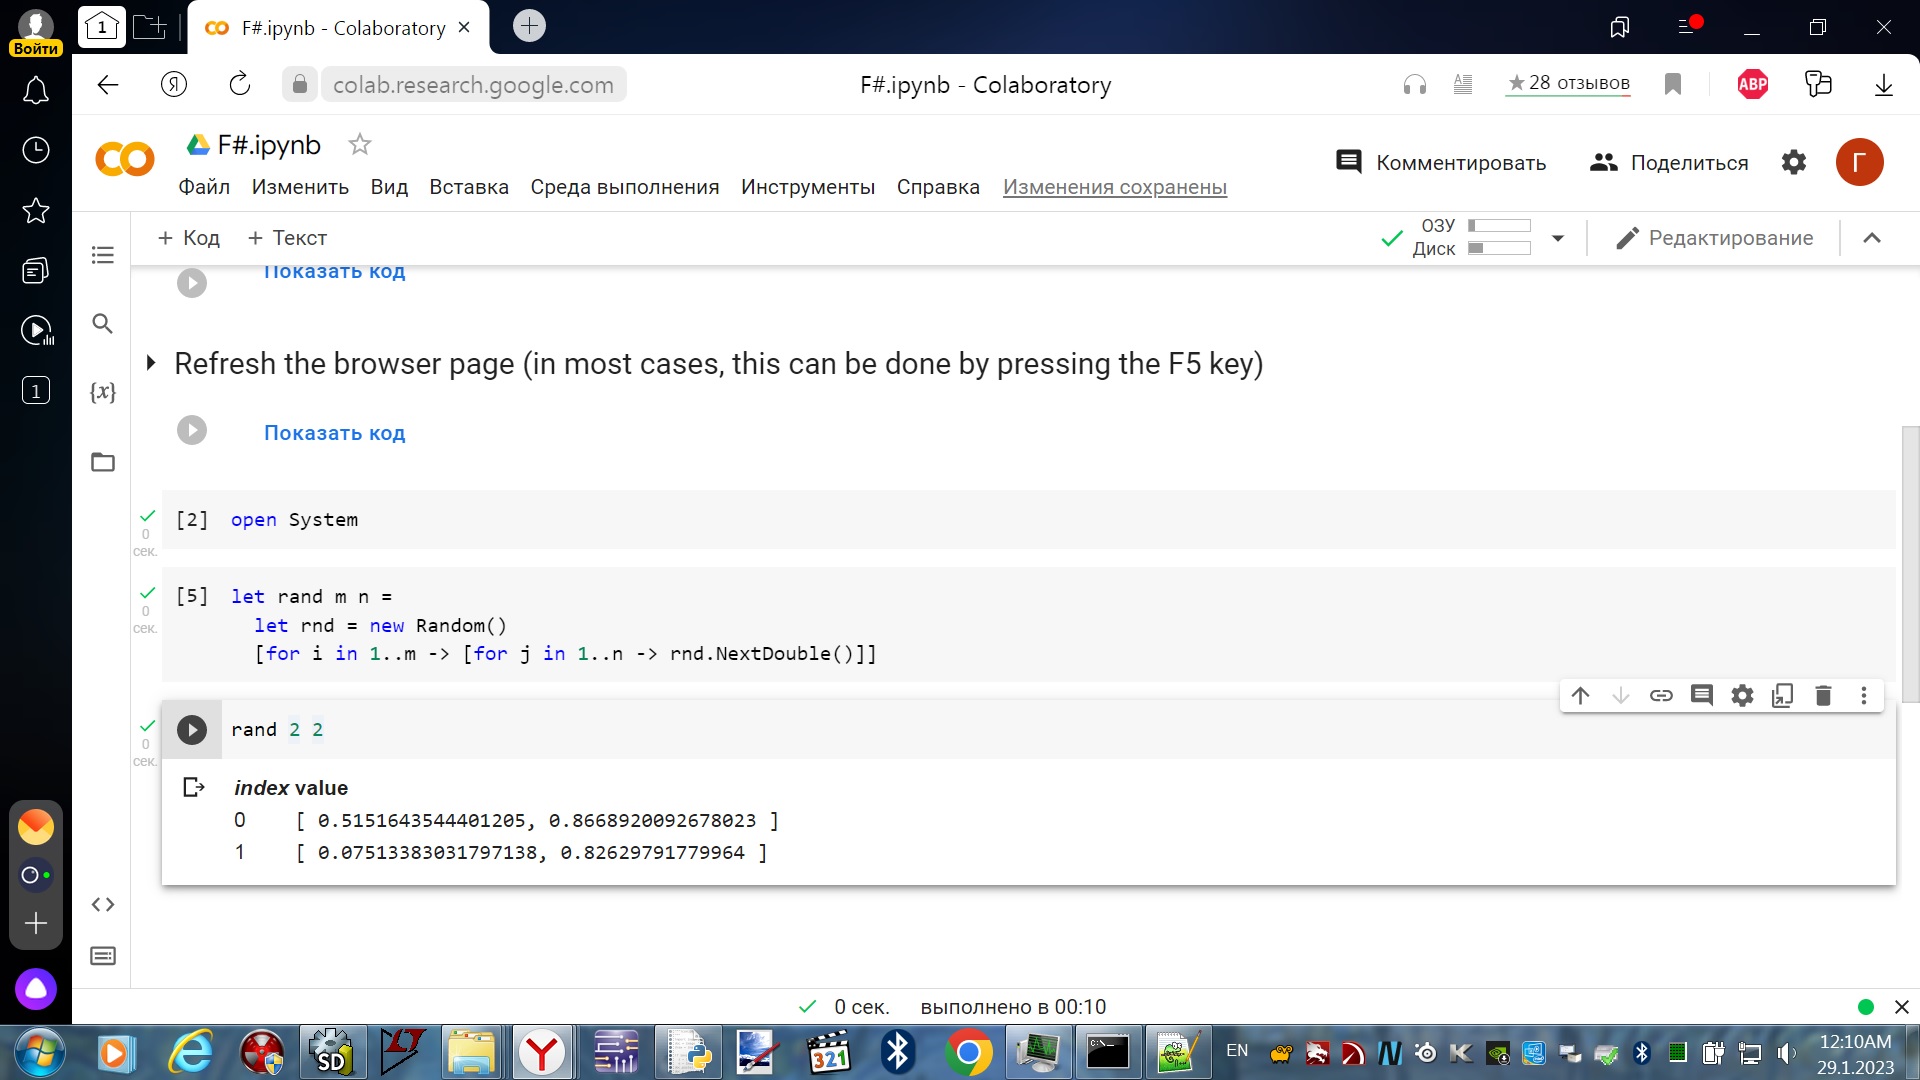 1
F#.ipynb - Colaboratory
Войти
colab.research.google.com
F#.ipynb - Colaboratory
28 отзывов
ABP
F#.ipynb
Комментировать
Поделиться
Г
Файл Изменить Вид Вставка Среда выполнения Инструменты Справка Изменения сохранены
+ Код + Текст
ОЗУ
Диск
Редактирование
Показать код
Refresh the browser page (in most cases, this can be done by pressing the F5 key)
{x}
1
Показать код
[2] open System
0
сек.
[5] let rand m n =
0
сек.
let rnd = new Random()
[for i in 1..m -> [for j in 1..n -> rnd.NextDouble()]]
rand 2 2
0
сек.
index value
0 [ 0.5151643544401205, 0.8668920092678023 ]
1 [ 0.07513383031797138, 0.82629791779964 ]
0 сек. выполнено в 00:10
SD
321
EN
12:10AM
29.1.2023